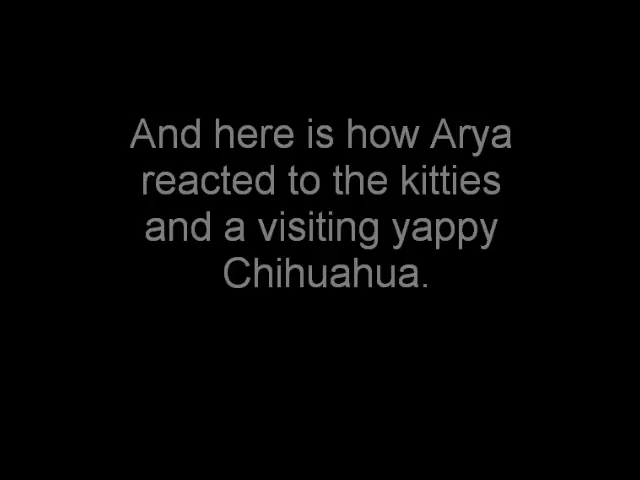 And here is how Arya
reacted to the kitties
and a visiting yappy
Chihuahua.